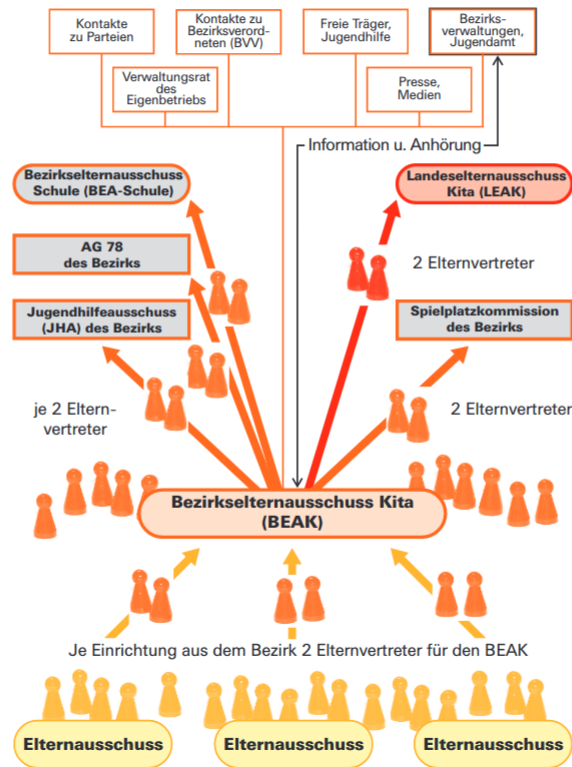 Kontakte
zu Parteien
Kontakte zu
Bezirksverord-
neten (BVV)
Freie Träger,
Jugendhilfe
Bezirks-
verwaltungen,
Jugendamt
Verwaltungsrat
des
Eigenbetriebs
Presse,
Medien
Information u. Anhörung
Bezirkselternausschuss
Schule (BEA-Schule)
Landeselternausschuss
Kita (LEAK)
AG 78
des Bezirks
2 Elternvertreter
Jugendhilfeausschuss
(JHA) des Bezirks
Spielplatzkommission
des Bezirks
je 2 Eltern-
vertreter
2 Elternvertreter
Bezirkselternausschuss Kita
(BEAK)
Je Einrichtung aus dem Bezirk 2 Elternvertreter für den BEAK
Elternausschuss
Elternausschuss
Elternausschuss